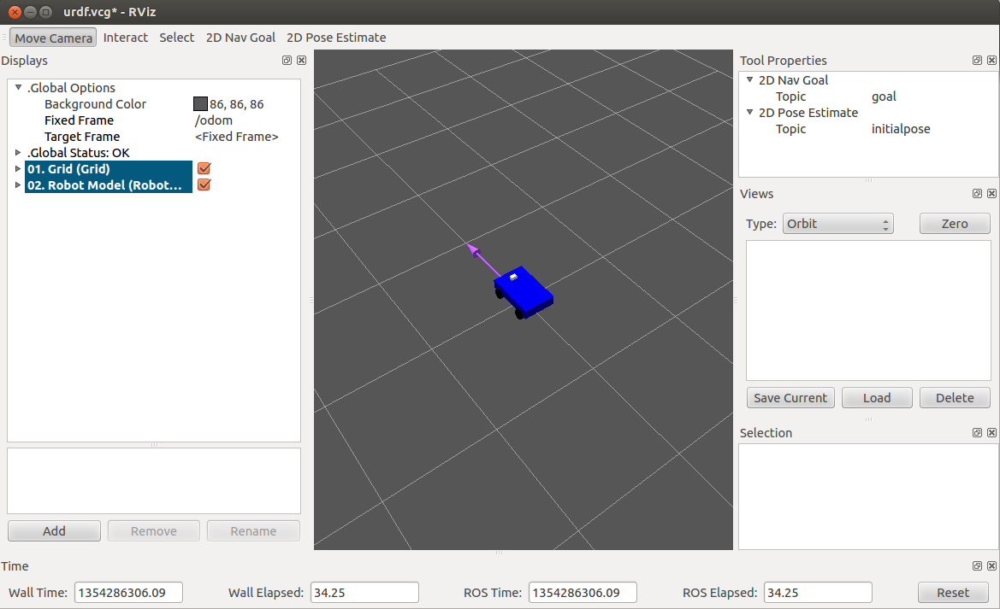 urdf.vcg* - RViz
Move Camera Interact Select 2D Nav Goal 2D Pose Estimate
Displays
.Global Options
Background Color 86, 86, 86
Fixed Frame /odom
Target Frame <Fixed Frame>
.Global Status: OK
01. Grid (Grid)
02. Robot Model (Robot...
Add Remove Rename
Tool Properties
2D Nav Goal
Topic goal
2D Pose Estimate
Topic initialpose
Views
Type: Orbit Zero
Save Current Load Delete
Selection
Time
Wall Time: 1354286306.09 Wall Elapsed: 34.25 ROS Time: 1354286306.09 ROS Elapsed: 34.25 Reset